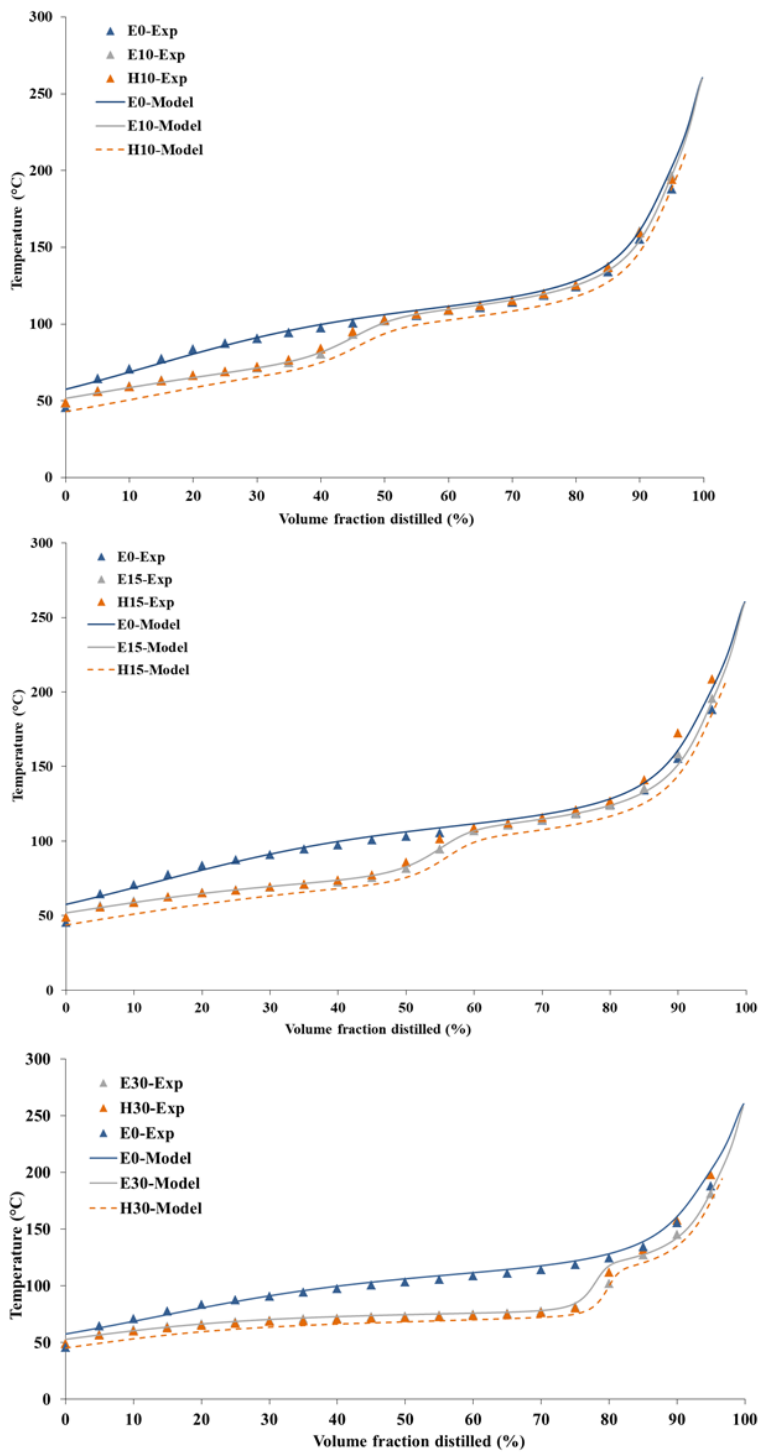 300
250
200
150
100
50
0
Temperature (°C)
E0-Exp
E10-Exp
H10-Exp
E0-Model
E10-Model
H10-Model
0 10 20 30 40 50 60 70 80 90 100
Volume fraction distilled (%)
300
250
200
150
100
50
0
Temperature (°C)
E0-Exp
E15-Exp
H15-Exp
E0-Model
E15-Model
H15-Model
0 10 20 30 40 50 60 70 80 90 100
Volume fraction distilled (%)
300
250
200
150
100
50
0
Temperature (°C)
E30-Exp
H30-Exp
E0-Exp
E0-Model
E30-Model
H30-Model
0 10 20 30 40 50 60 70 80 90 100
Volume fraction distilled (%)